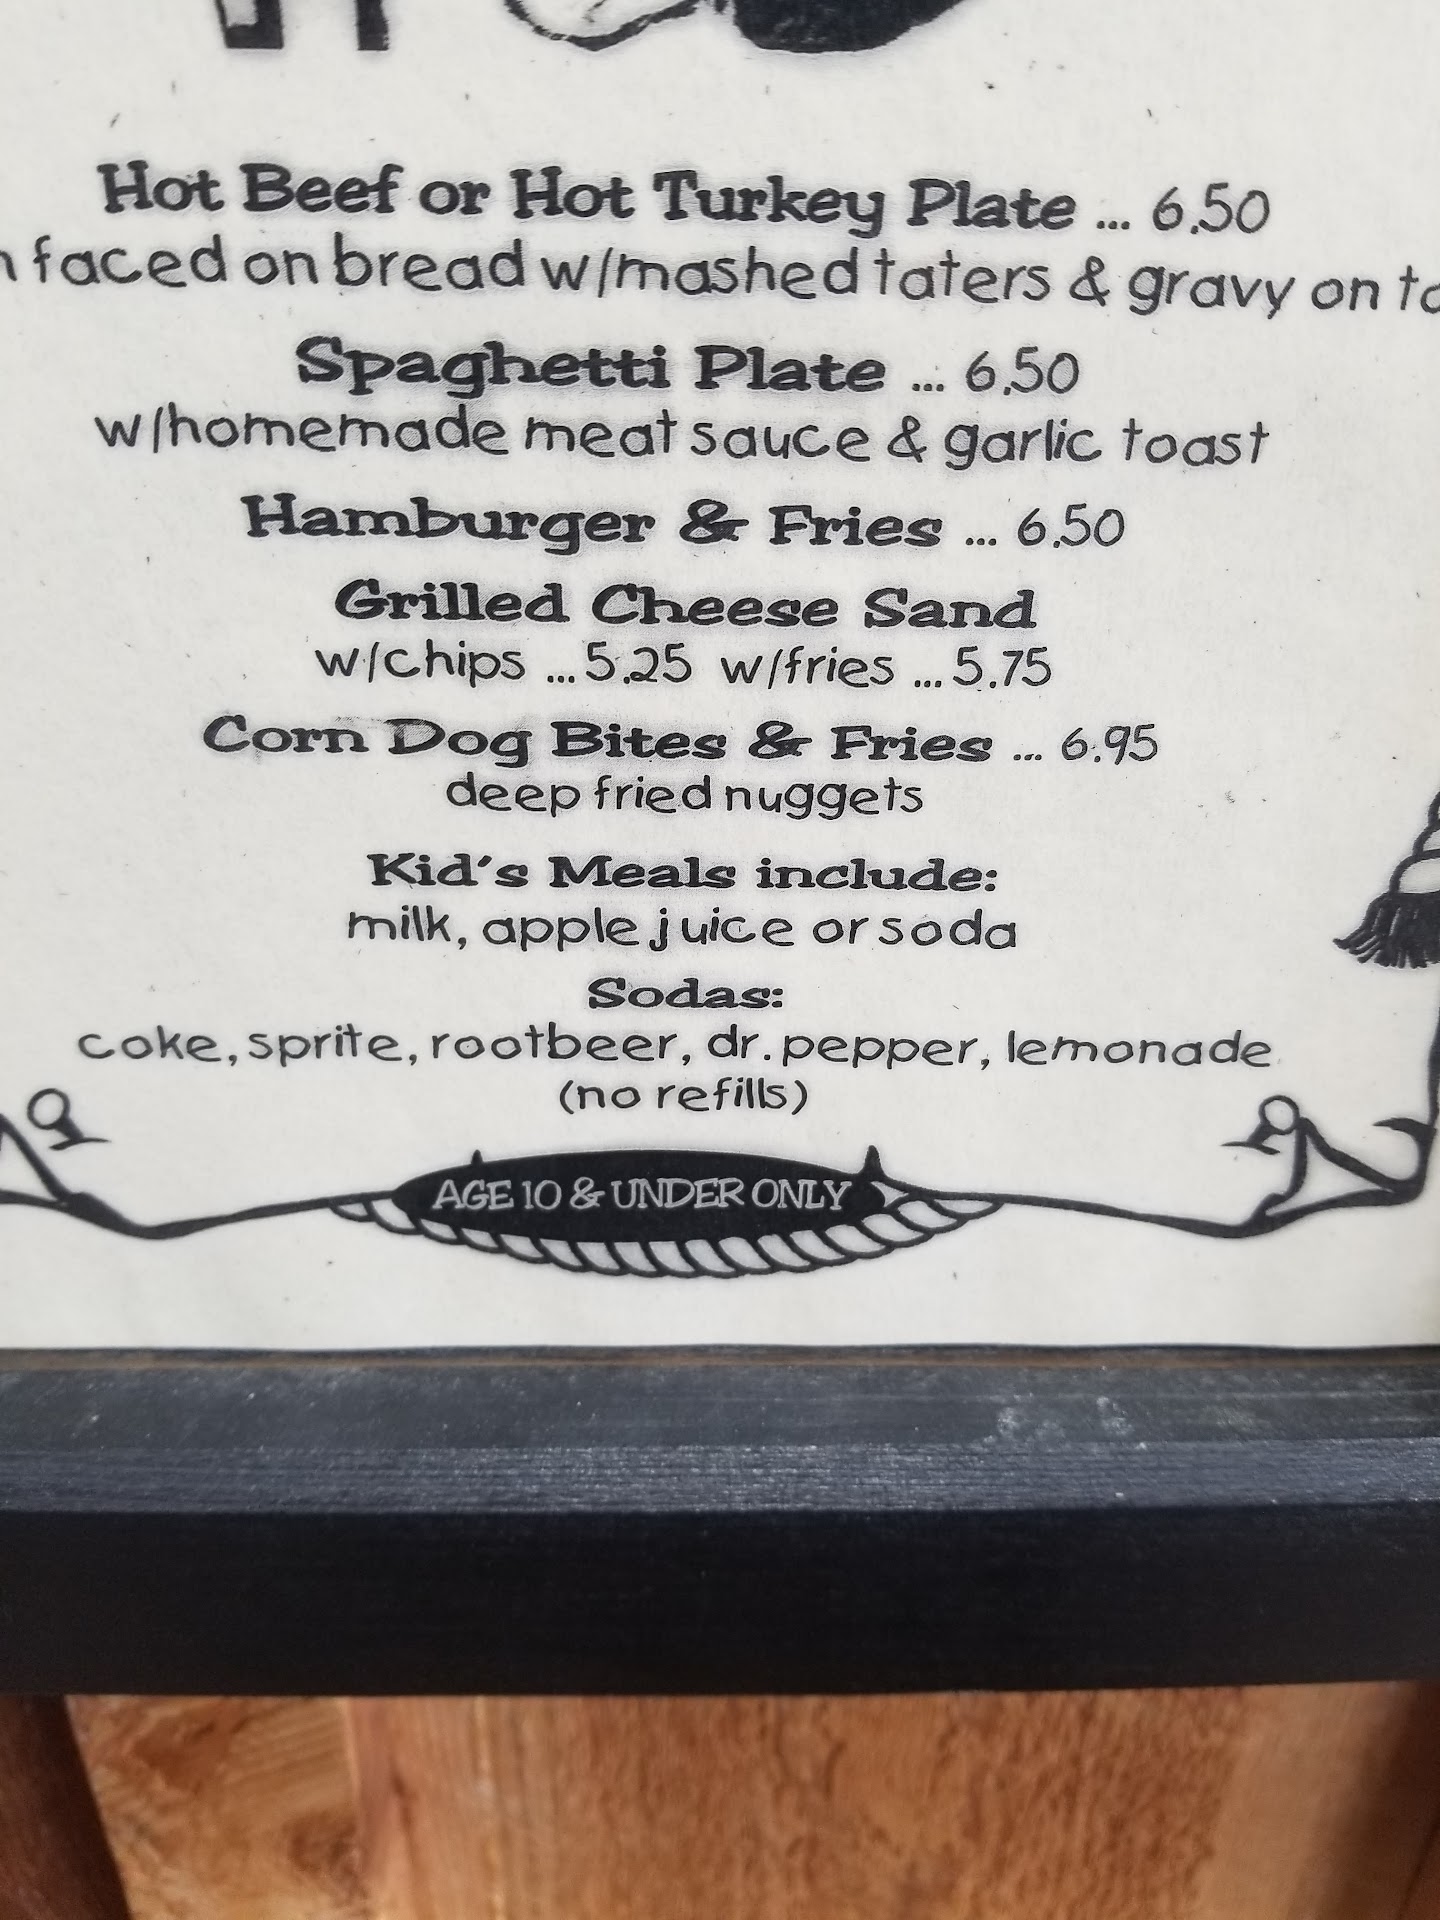 Hot Beef or Hot Turkey Plate ... 6.50
faced on bread w/mashed taters & gravy on
Spaghetti Plate ... 6.50
w/homemade meat sauce & garlic toast
Hamburger & Fries ... 6.50
Grilled Cheese Sand
w/chips ... 5.25 w/fries ... 5.75
Corn Dog Bites & Fries ... 6.95
deep fried nuggets
Kid's Meals include:
milk, apple juice or soda
Sodas:
coke, sprite, rootbeer, dr. pepper, lemonade
(no refills)
AGE 10 & UNDER ONLY